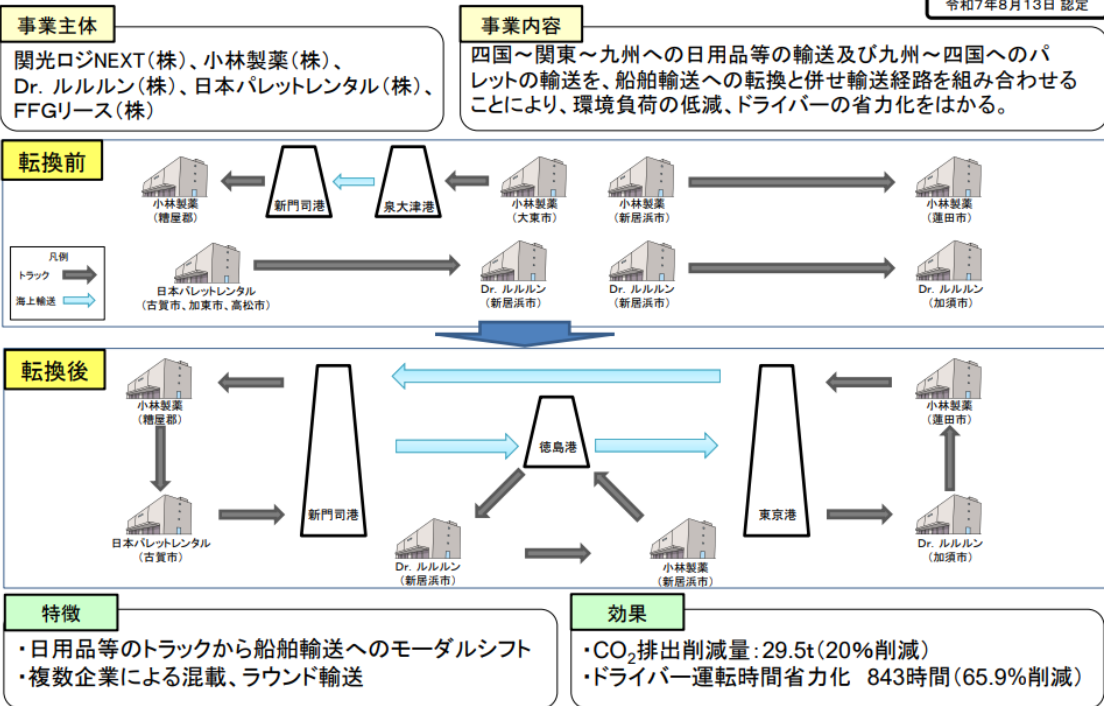 令和7年8月13日 認定
事業主体
関光ロジNEXT(株)、小林製薬(株)、
Dr. ルルルン(株)、日本パレットレンタル(株)、
FFGリース(株)
事業内容
四国~関東~九州への日用品等の輸送及び九州~四国へのパ
レットの輸送を、船舶輸送への転換と併せ輸送経路を組み合わせる
ことにより、環境負荷の低減、ドライバーの省力化をはかる。
転換前
小林製薬
(糟屋郡)
新門司港
泉大津港
小林製薬
(大東市)
小林製薬
(新居浜市)
小林製薬
(蓮田市)
凡例
トラック
海上輸送
日本パレットレンタル
(古賀市、加東市、高松市)
Dr. ルルルン
(新居浜市)
Dr. ルルルン
(新居浜市)
Dr. ルルルン
(加須市)
転換後
小林製薬
(糟屋郡)
日本パレットレンタル
(古賀市)
新門司港
徳島港
Dr. ルルルン
(新居浜市)
小林製薬
(新居浜市)
東京港
小林製薬
(蓮田市)
Dr. ルルルン
(加須市)
特徴
・日用品等のトラックから船舶輸送へのモーダルシフト
・複数企業による混載、ラウンド輸送
効果
・CO2排出削減量:29.5t(20%削減)
・ドライバー運転時間省力化 843時間(65.9%削減)